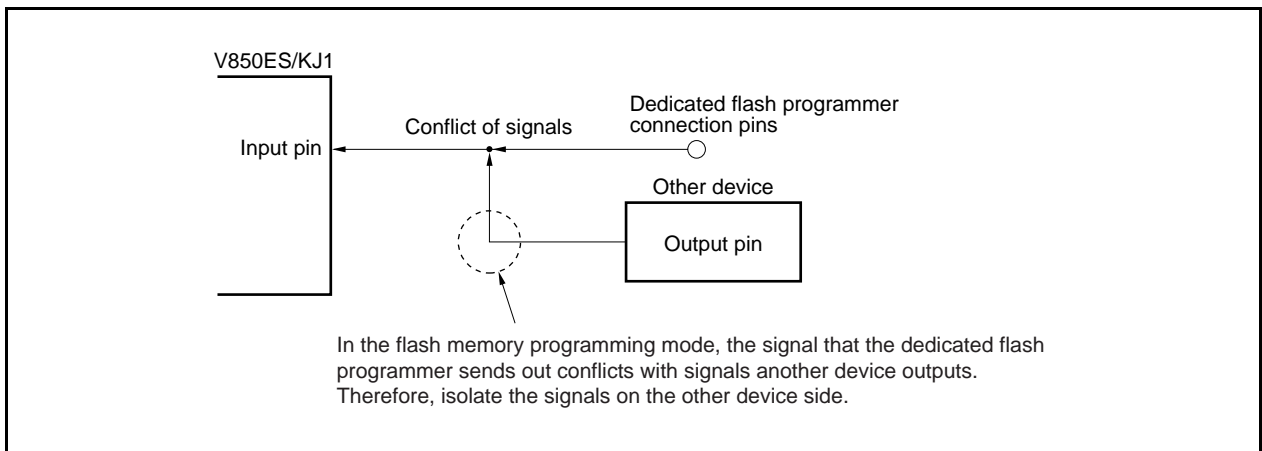 V850ES/KJ1
Input pin
Conflict of signals
Dedicated flash programmer
connection pins
Other device
Output pin
In the flash memory programming mode, the signal that the dedicated flash
programmer sends out conflicts with signals another device outputs.
Therefore, isolate the signals on the other device side.